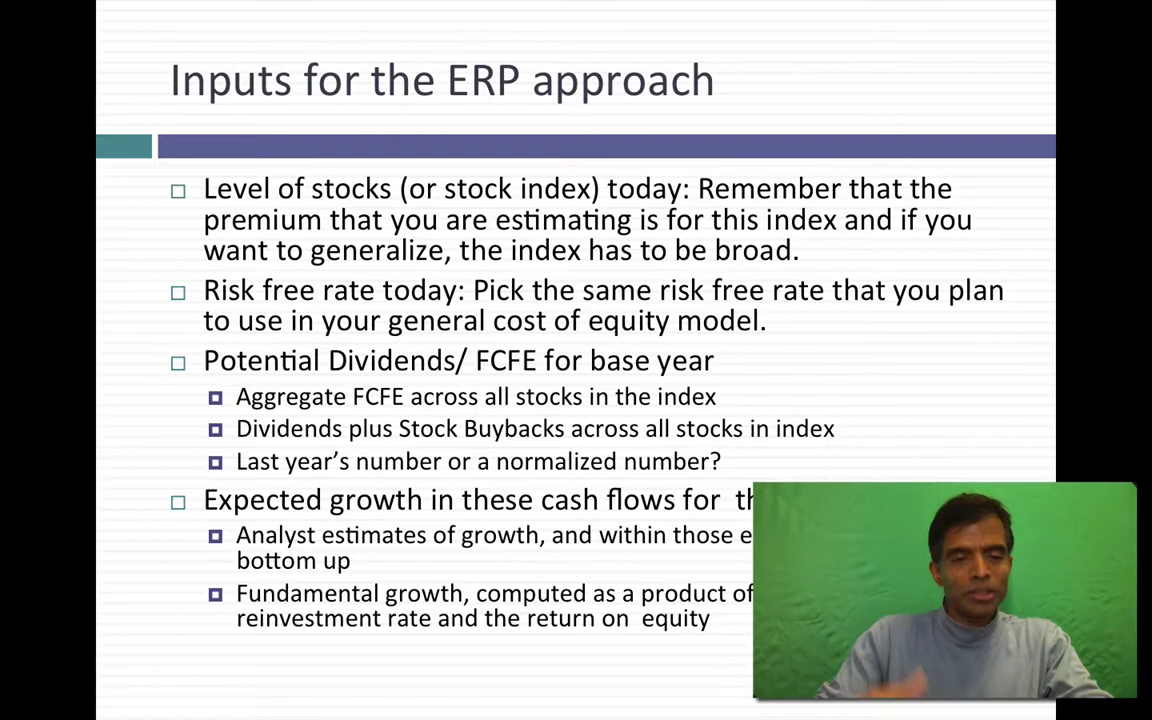 Inputs for the ERP approach
Level of stocks (or stock index) today: Remember that the
premium that you are estimating is for this index and if you
want to generalize, the index has to be broad.
Risk free rate today: Pick the same risk free rate that you plan
to use in your general cost of equity model.
Potential Dividends/ FCFE for base year
Aggregate FCFE across all stocks in the index
Dividends plus Stock Buybacks across all stocks in index
Last year's number or a normalized number?
Expected growth in these cash flows for
Analyst estimates of growth, and within those
bottom up
Fundamental growth, computed as a product of
reinvestment rate and the return on equity